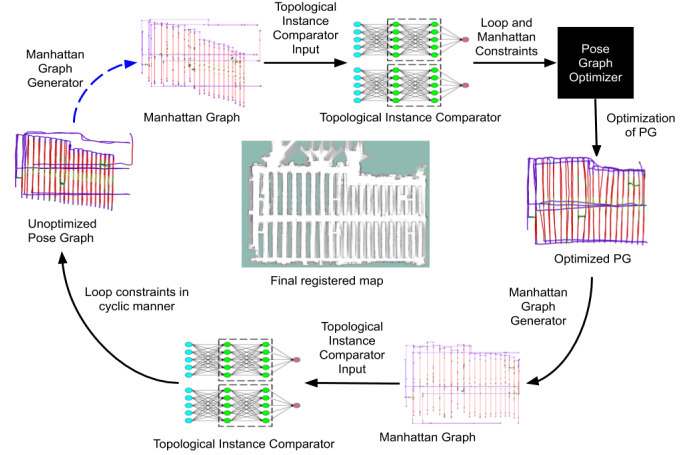 Topological
Instance
Comparator
Input
Loop and
Manhattan
Constraints
Manhattan
Graph
Generator
Pose
Graph
Optimizer
Manhattan Graph
Topological Instance Comparator
Optimization
of PG
Unoptimized
Pose Graph
Final registered map
Optimized PG
Loop constraints in
cyclic manner
Manhattan
Graph
Generator
Topological
Instance
Comparator
Input
Topological Instance Comparator
Manhattan Graph